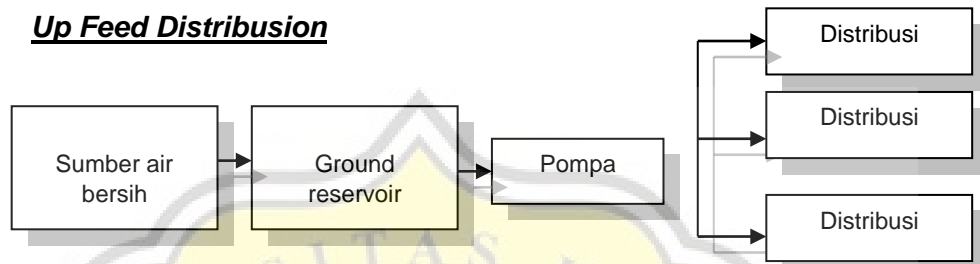 Up Feed Distribusion
Distribusi
Sumber air
bersih
Ground
reservoir
Pompa
Distribusi
Distribusi